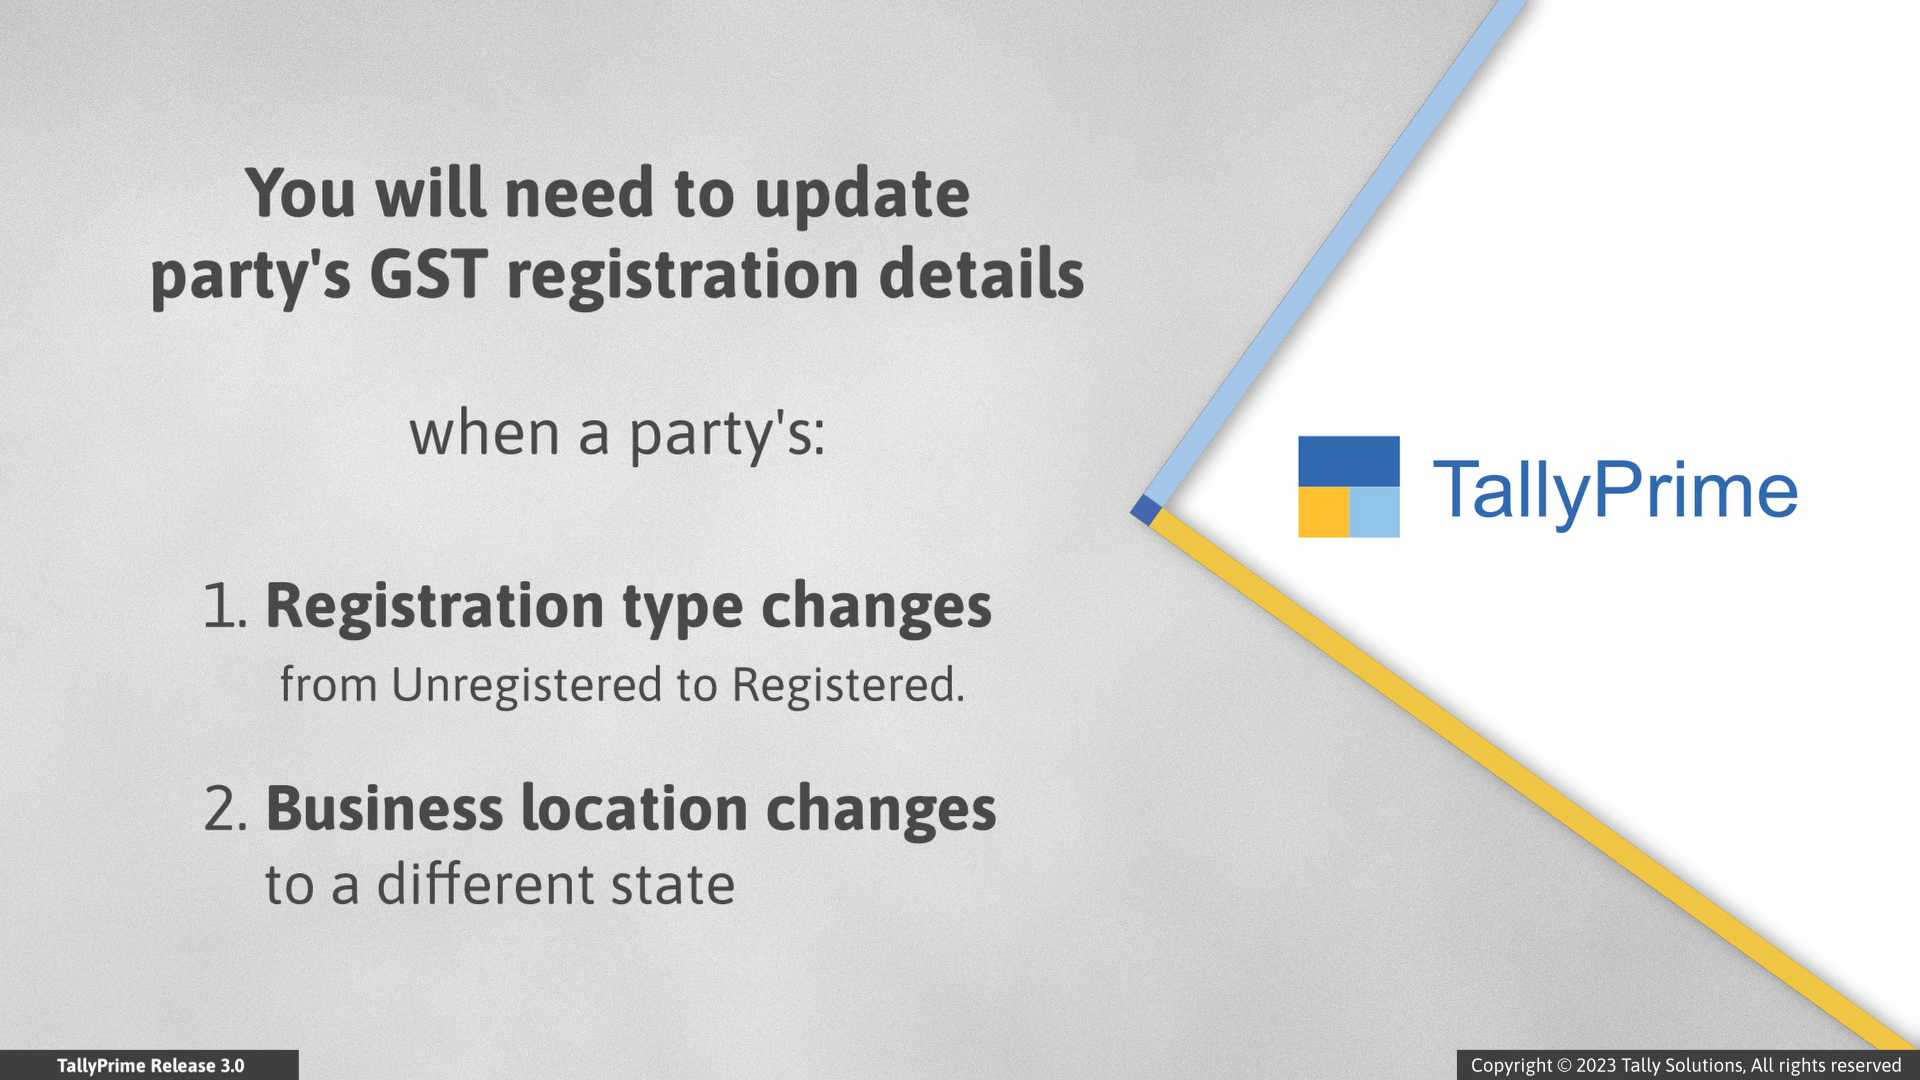 You will need to update
party's GST registration details
when a party's:
1. Registration type changes
from Unregistered to Registered.
2. Business location changes
to a different state
TallyPrime
TallyPrime Release 3.0
Copyright © 2023 Tally Solutions, All rights reserved